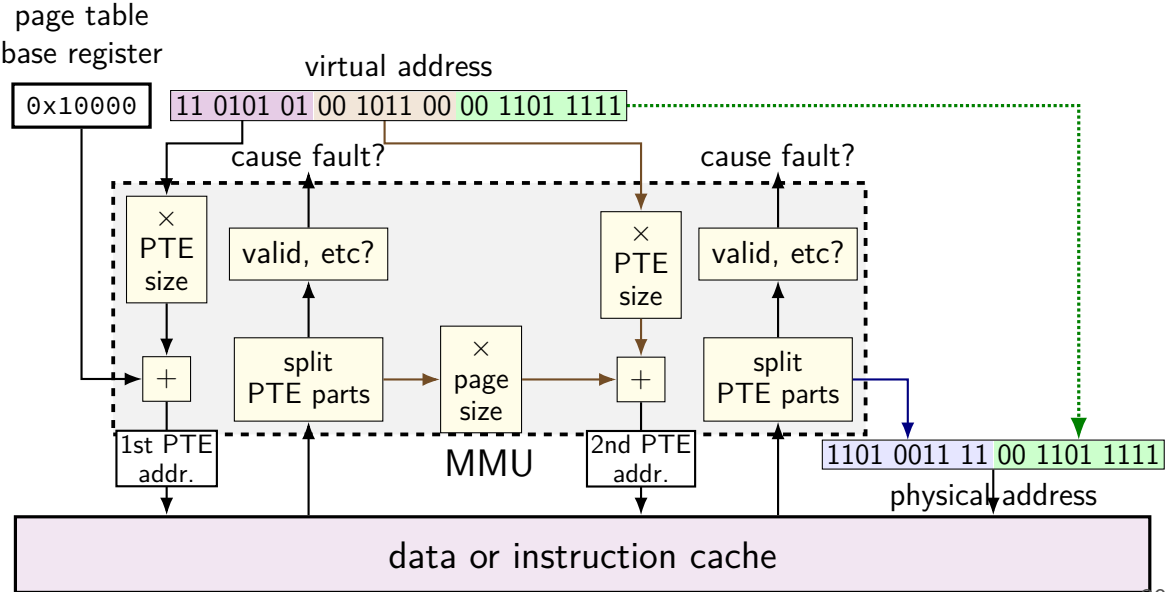 page table
base register
0x10000
virtual address
11 0101 01 00 1011 00 00 1101 1111
cause fault?
cause fault?
×
PTE
size
valid, etc?
×
PTE
size
valid, etc?
+
split
PTE parts
×
page
size
+
split
PTE parts
1st PTE
addr.
MMU
2nd PTE
addr.
1101 0011 11 00 1101 1111
physical address
data or instruction cache